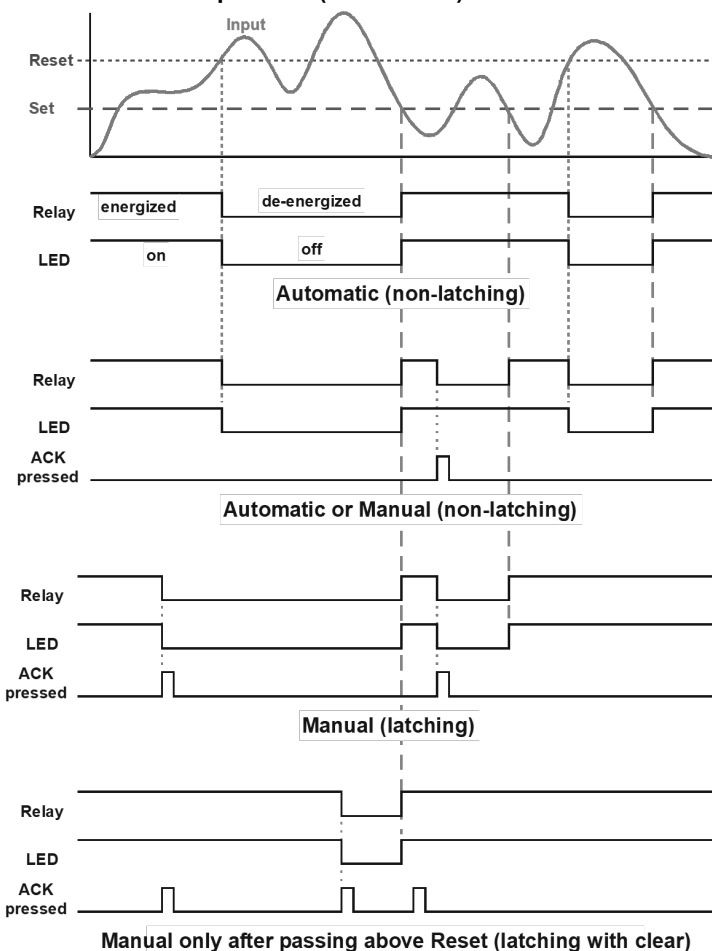 Input
Reset
Set
Relay energized de-energized
LED on off
Automatic (non-latching)
Relay
LED
ACK
pressed
Automatic or Manual (non-latching)
Relay
LED
ACK
pressed
Manual (latching)
Relay
LED
ACK
pressed
Manual only after passing above Reset (latching with clear)